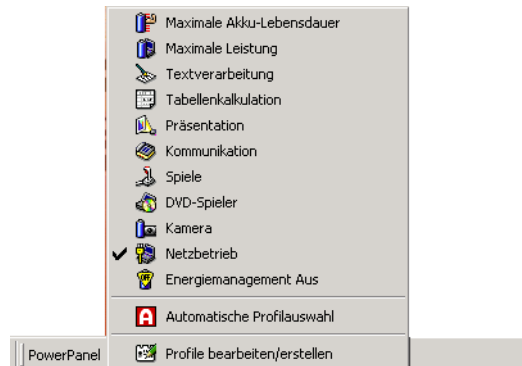 Maximale Akku-Lebensdauer
Maximale Leistung
Textverarbeitung
Tabellenkalkulation
Präsentation
Kommunikation
Spiele
DVD-Spieler
Kamera
Netzbetrieb
Energiemanagement Aus
A Automatische Profilauswahl
PowerPanel Profile bearbeiten/erstellen